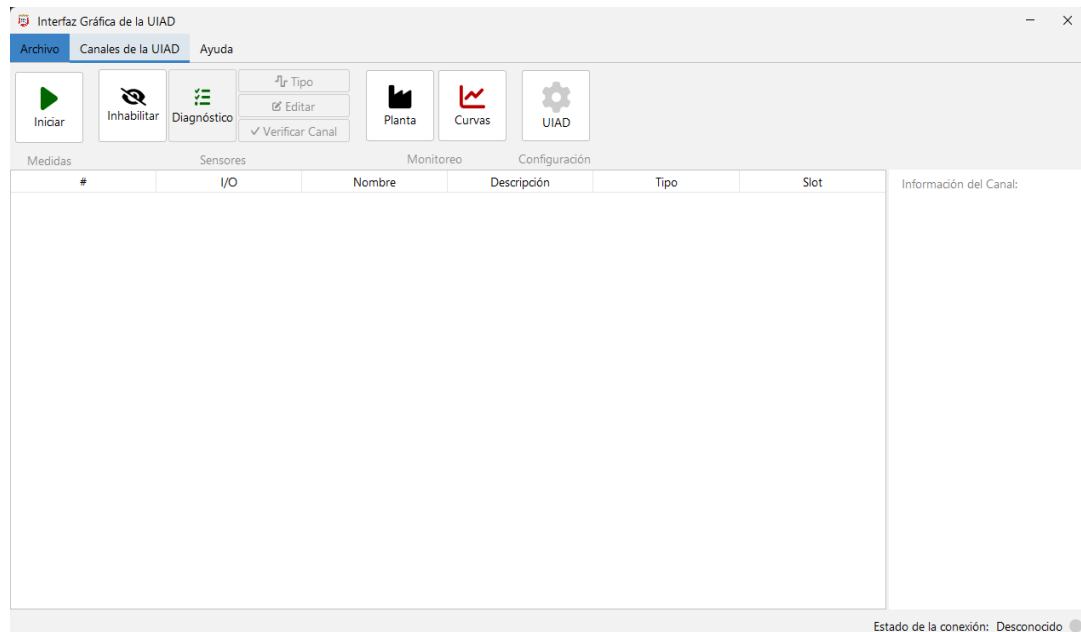 Interfaz Gráfica de la UIAD
Archivo Canales de la UIAD Ayuda
Iniciar
Inhabilitar
Diagnóstico
Tipo
Editar
Verificar Canal
Planta
Curvas
UIAD
Medidas Sensores Monitoreo Configuración
# I/O Nombre Descripción Tipo Slot
Información del Canal:
Estado de la conexión: Desconocido